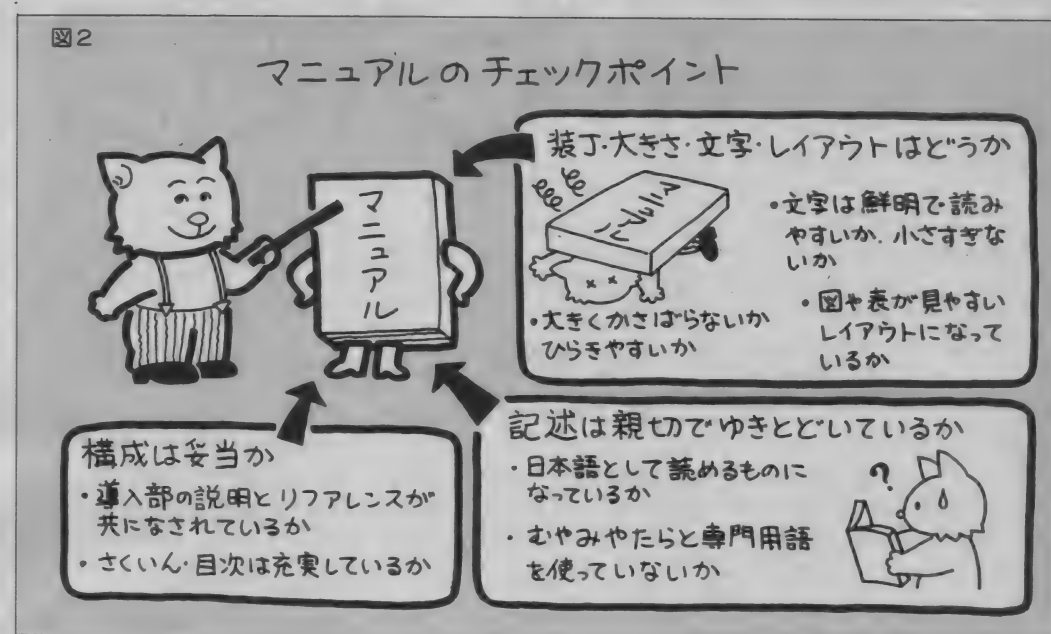 図2
マニュアルのチェックポイント
マニュアル
装丁・大きさ・文字・レイアウトはどうか
マニュアル
・大きくかさばらないか
ひらきやすいか
・文字は鮮明で読み
やすいか. 小さすぎな
いか
・図や表が見やすい
レイアウトになって
いるか
構成は妥当か
・導入部の説明とリファレンスが
共になされているか
・さくいん・目次は充実しているか
記述は親切でゆきとどいているか
・日本語として読めるものに
なっているか
・むやみやたらと専門用語
を使っていないか
?